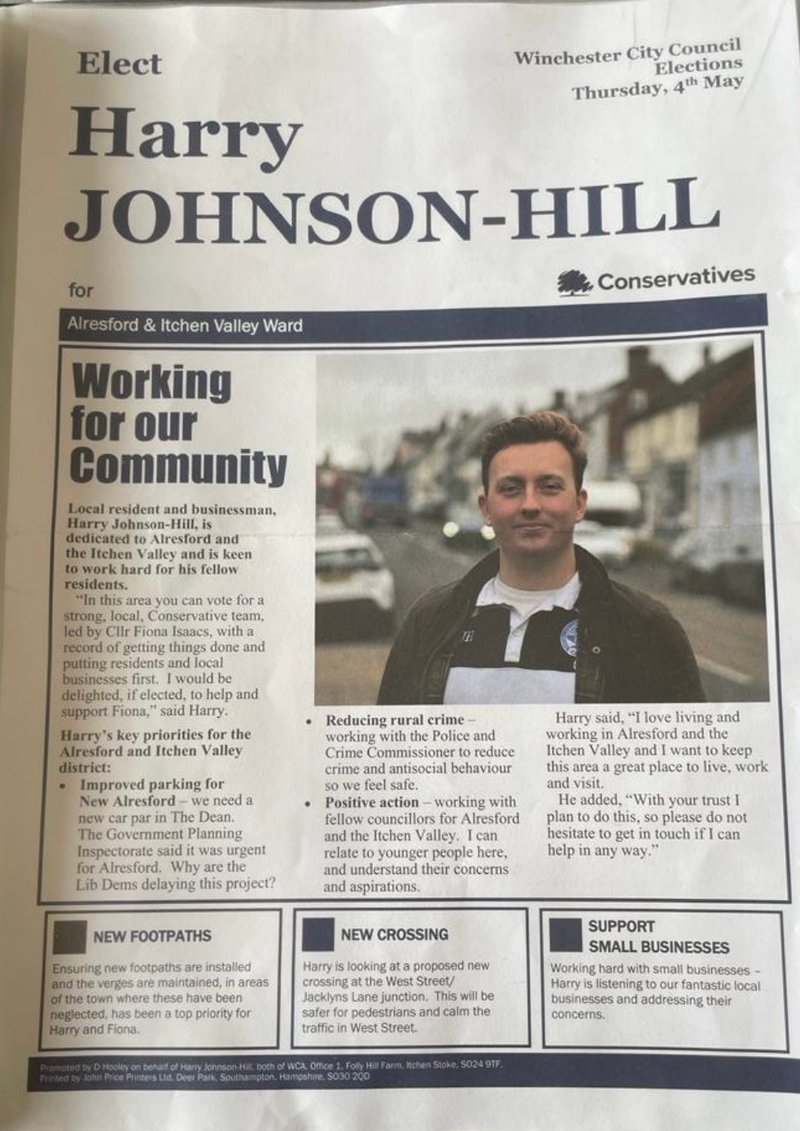 Elect
Winchester City Council
Elections
Thursday, 4th May
Harry
JOHNSON-HILL
for
Conservatives
Alresford & Itchen Valley Ward
Working
for our
Community
Local resident and businessman,
Harry Johnson-Hill, is
dedicated to Alresford and
the Itchen Valley and is keen
to work hard for his fellow
residents.
“In this area you can vote for a
strong, local, Conservative team,
led by Cllr Fiona Isaacs, with a
record of getting things done and
putting residents and local
businesses first. I would be
delighted, if elected, to help and
support Fiona,” said Harry.
Harry’s key priorities for the
Alresford and Itchen Valley
district:
• Improved parking for
New Alresford – we need a
new car par in The Dean.
The Government Planning
Inspectorate said it was urgent
for Alresford. Why are the
Lib Dems delaying this project?
• Reducing rural crime –
working with the Police and
Crime Commissioner to reduce
crime and antisocial behaviour
so we feel safe.
• Positive action – working with
fellow councillors for Alresford
and the Itchen Valley. I can
relate to younger people here,
and understand their concerns
and aspirations.
Harry said, “I love living and
working in Alresford and the
Itchen Valley and I want to keep
this area a great place to live, work
and visit.
He added, “With your trust I
plan to do this, so please do not
hesitate to get in touch if I can
help in any way.”
NEW FOOTPATHS
Ensuring new footpaths are installed
and the verges are maintained, in areas
of the town where these have been
neglected, has been a top priority for
Harry and Fiona.
NEW CROSSING
Harry is looking at a proposed new
crossing at the West Street/
Jacklyns Lane junction. This will be
safer for pedestrians and calm the
traffic in West Street.
SUPPORT
SMALL BUSINESSES
Working hard with small businesses –
Harry is listening to our fantastic local
businesses and addressing their
concerns.
Promoted by D Hooley on behalf of Harry Johnson-Hill, both of WCA, Office 1, Folly Hill Farm, Itchen Stoke, SO24 9TF.
Printed by John Price Printers Ltd, Deer Park, Southampton, Hampshire, SO30 2QD